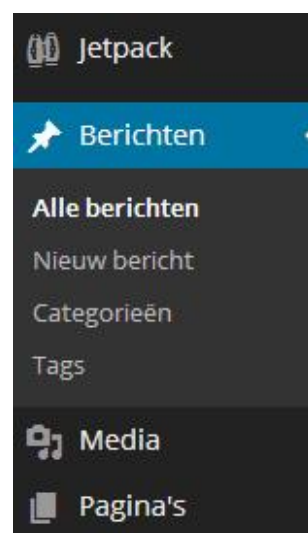 Jetpack
Berichten
Alle berichten
Nieuw bericht
Categorieën
Tags
Media
Pagina's